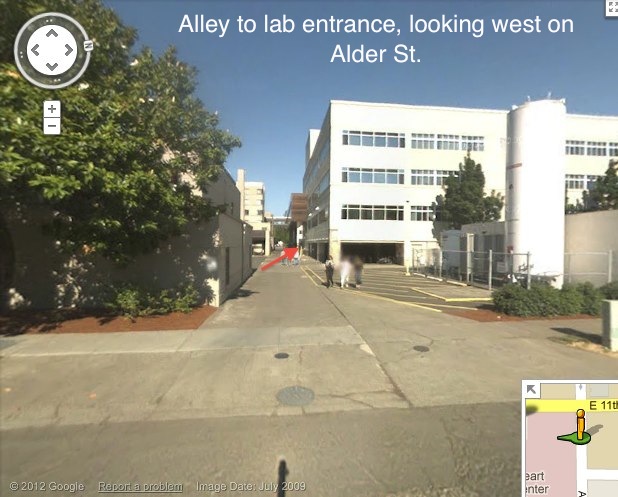 Alley to lab entrance, looking west on
Alder St.
N
+
−
E 11th
eart
enter
A
© 2012 Google Report a problem Image Date: July 2009